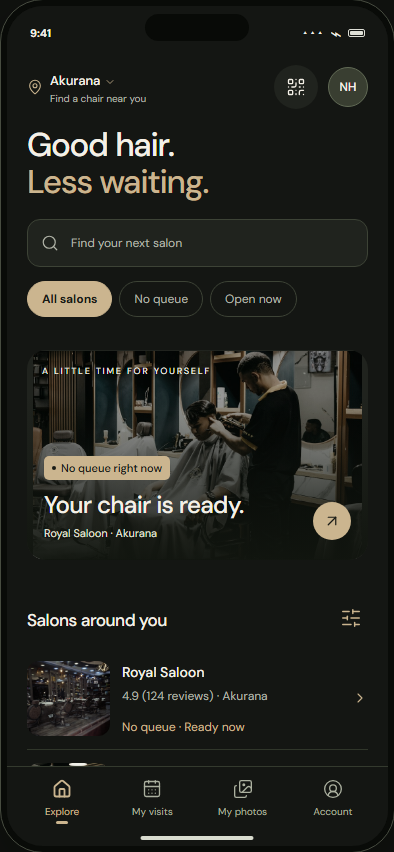 9:41
Akurana
Find a chair near you
NH
Good hair.
Less waiting.
Find your next salon
All salons
No queue
Open now
A LITTLE TIME FOR YOURSELF
No queue right now
Your chair is ready.
Royal Saloon · Akurana
Salons around you
Royal Saloon
4.9 (124 reviews) · Akurana
No queue · Ready now
Explore
My visits
My photos
Account